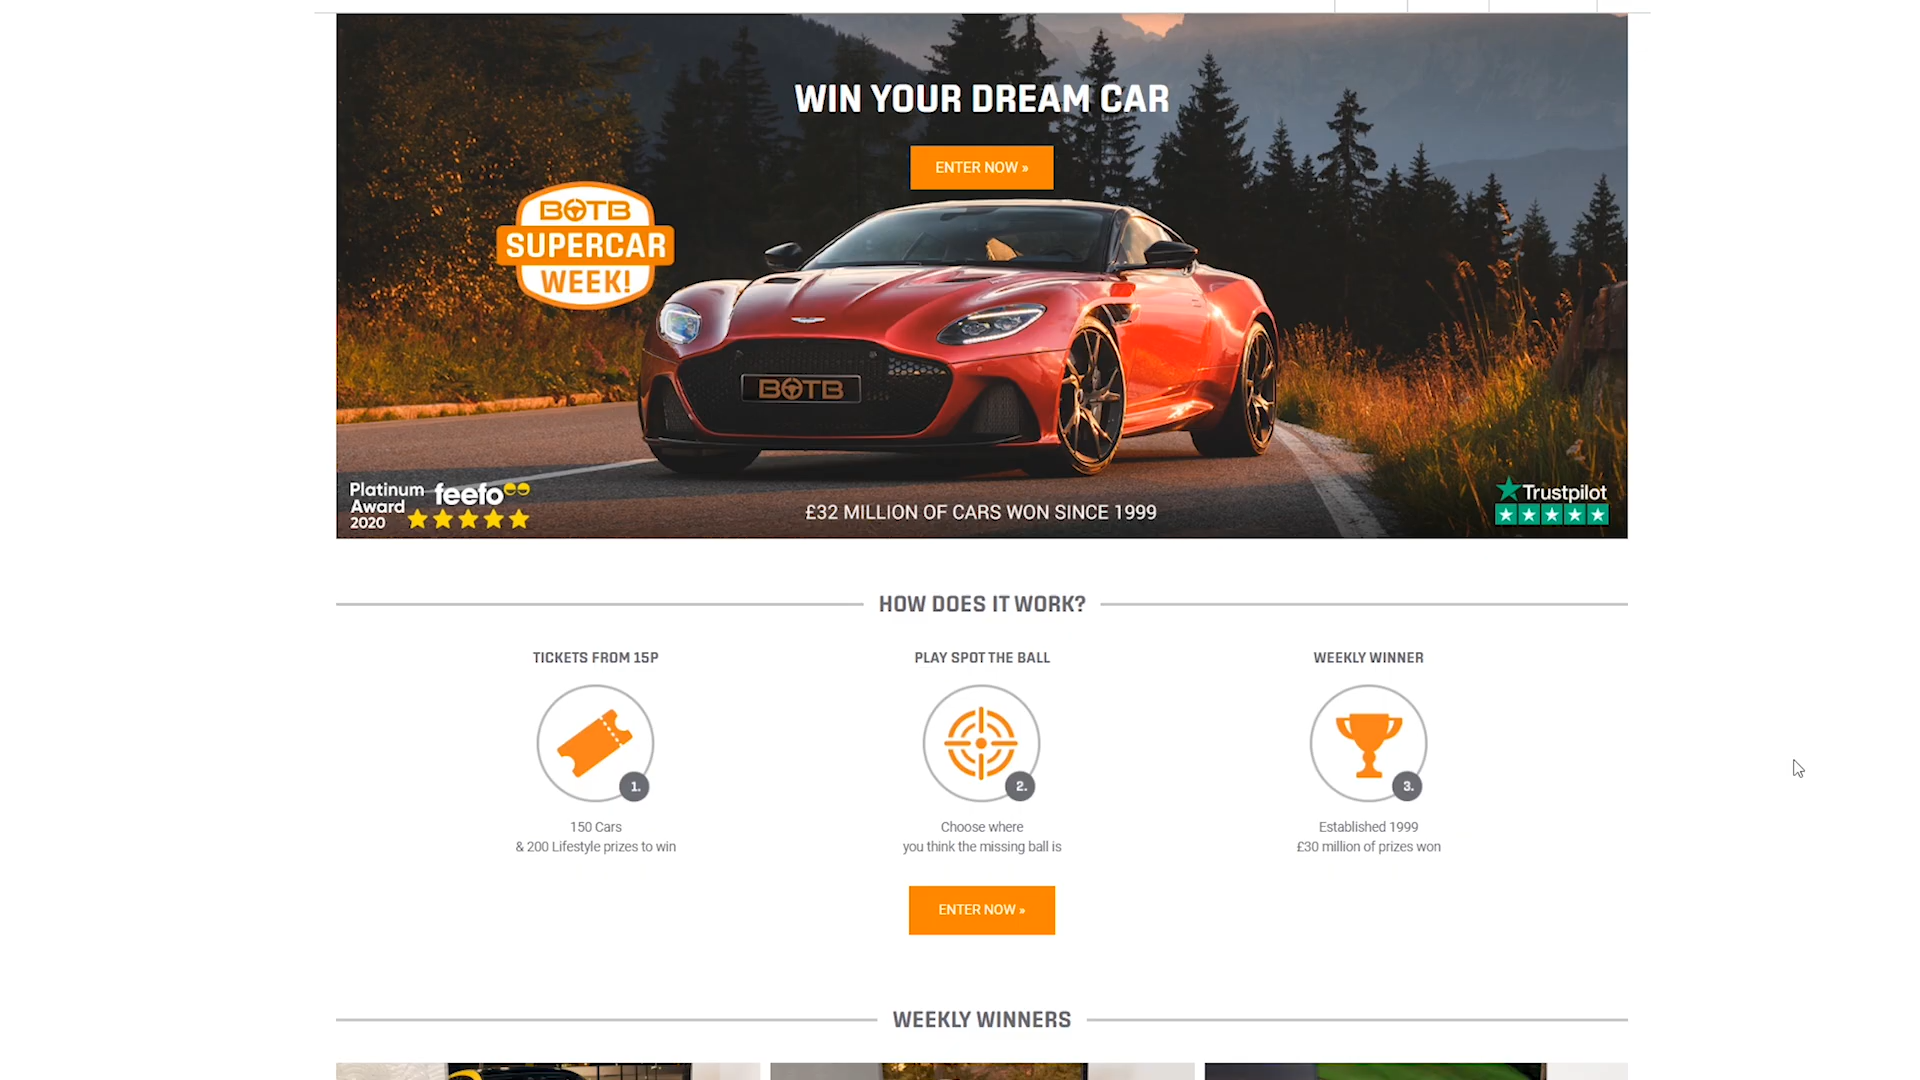 WIN YOUR DREAM CAR
ENTER NOW »
BOTB
SUPERCAR
WEEK!
BOTB
Platinum
Award
2020
feefo
£32 MILLION OF CARS WON SINCE 1999
Trustpilot
HOW DOES IT WORK?
TICKETS FROM 15P
PLAY SPOT THE BALL
WEEKLY WINNER
1.
2.
3.
150 Cars
& 200 Lifestyle prizes to win
Choose where
you think the missing ball is
Established 1999
£30 million of prizes won
ENTER NOW »
WEEKLY WINNERS